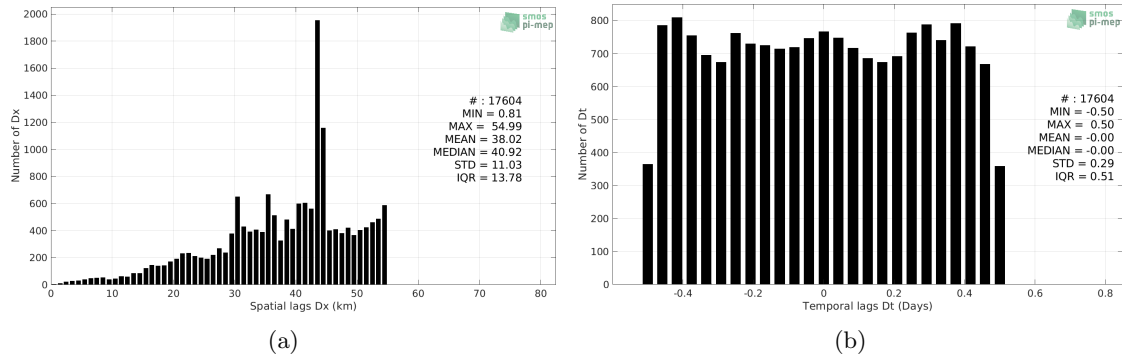 2000
1800
1600
1400
1200
1000
800
600
400
200
0
Number of Dx
smos
pi-mep
# : 17604
MIN = 0.81
MAX = 54.99
MEAN = 38.02
MEDIAN = 40.92
STD = 11.03
IQR = 13.78
0 10 20 30 40 50 60 70 80
Spatial lags Dx (km)
(a)
800
700
600
500
400
300
200
100
0
Number of Dt
smos
pi-mep
# : 17604
MIN = -0.50
MAX = 0.50
MEAN = -0.00
MEDIAN = -0.00
STD = 0.29
IQR = 0.51
-0.4 -0.2 0 0.2 0.4 0.6 0.8
Temporal lags Dt (Days)
(b)